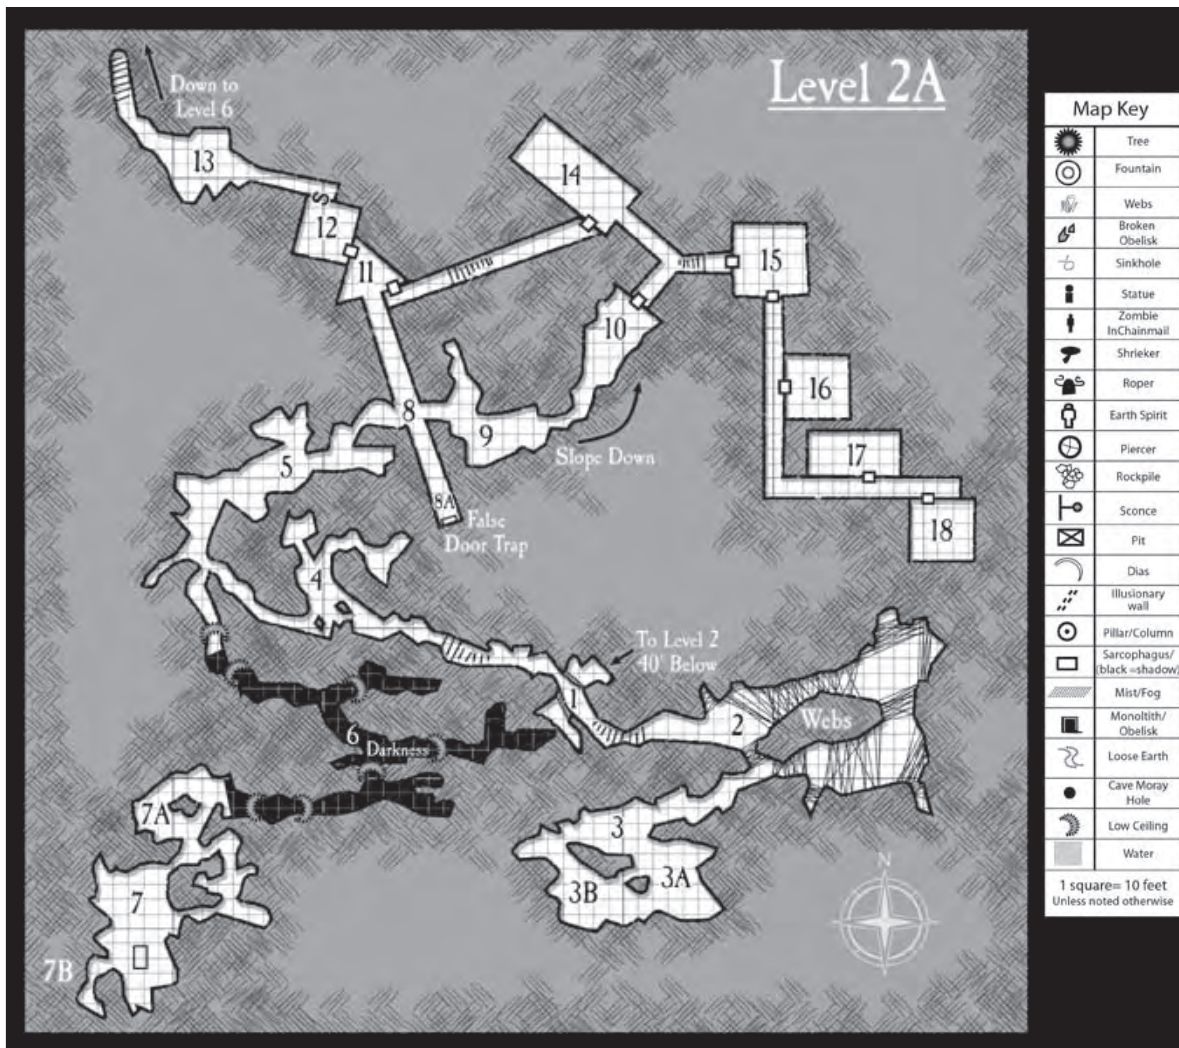 Level 2A
Down to
Level 6
13
14
12
11
15
10
16
8
9
Slope Down
5
17
8A
False
Door Trap
18
4
To Level 2
40' Below
1
2
Webs
6
Darkness
7A
3
3B
3A
7
7B
N
Map Key
Tree
Fountain
Webs
Broken
Obelisk
Sinkhole
Statue
Zombie
InChainmail
Shrieker
Roper
Earth Spirit
Piercer
Rockpile
Sconce
Pit
Dias
Illusionary
wall
Pillar/Column
Sarcophagus/
(black =shadow)
Mist/Fog
Monoltith/
Obelisk
Loose Earth
Cave Moray
Hole
Low Ceiling
Water
1 square= 10 feet
Unless noted otherwise
S